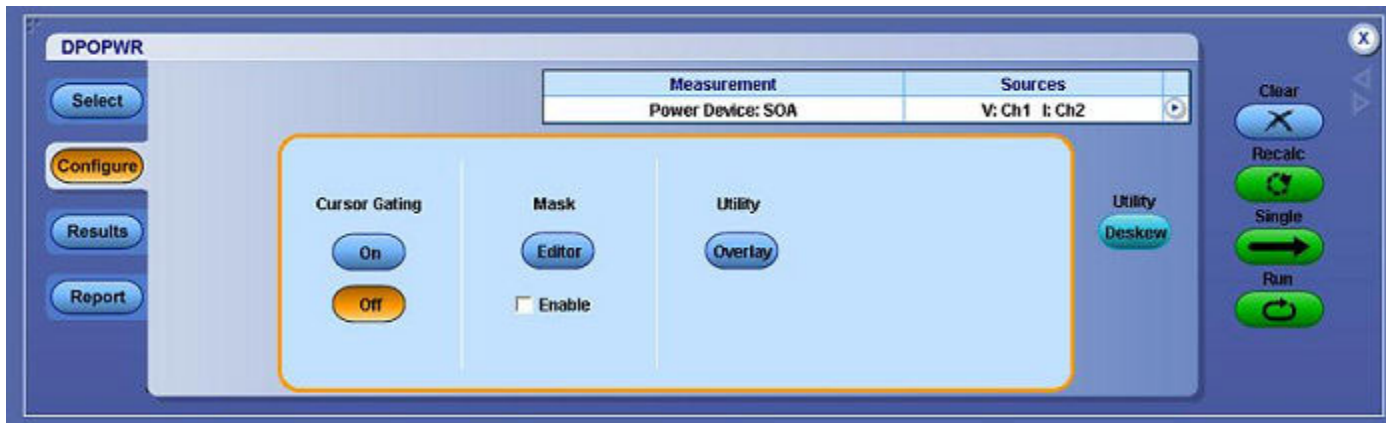 DPOPWR
X
Measurement Sources
Power Device: SOA V: Ch1 I: Ch2
Select
Configure
Results
Report
Cursor Gating
On
Off
Mask
Editor
Enable
Utility
Overlay
Utility
Deskew
Clear
Recalc
Single
Run